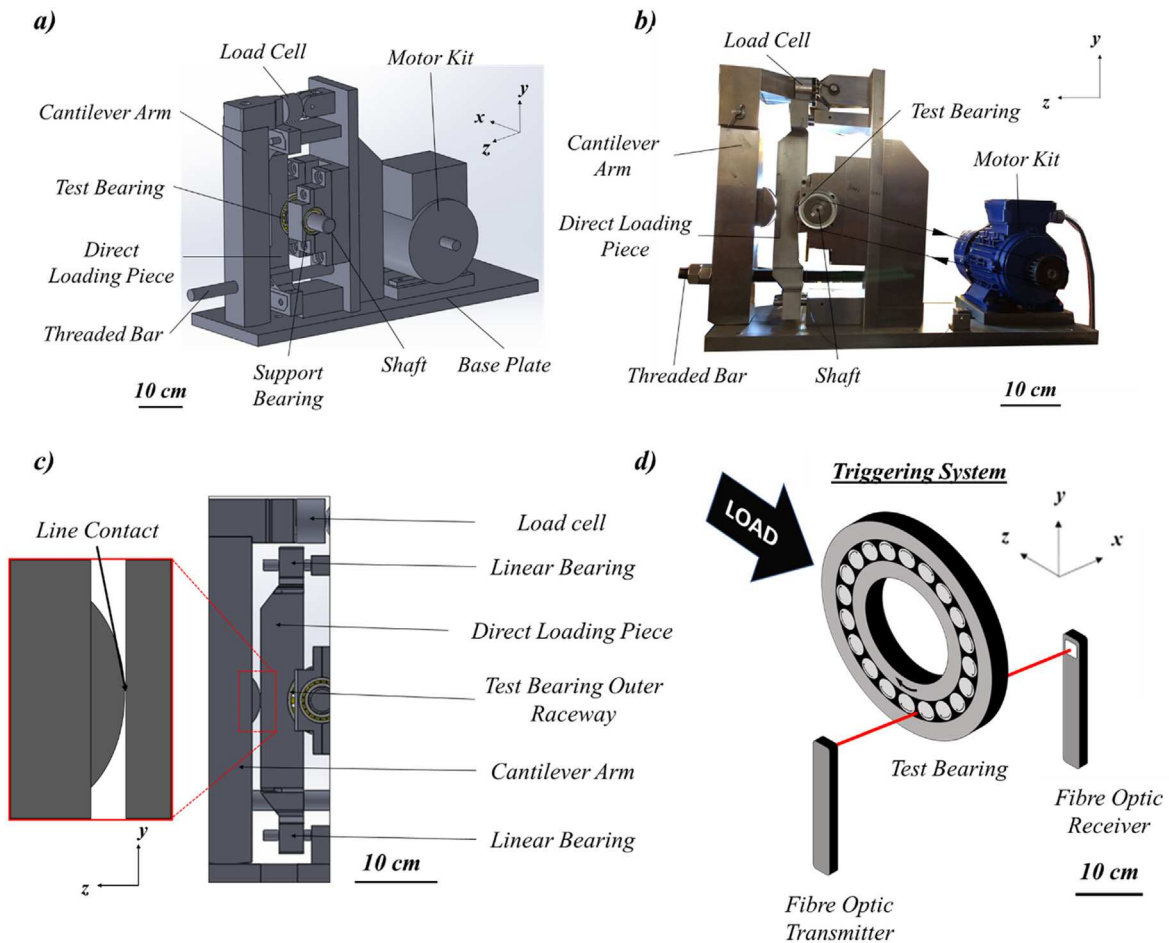 a)
Load Cell
Motor Kit
Cantilever Arm
y
x
z
Test Bearing
Direct
Loading Piece
Threaded Bar
Support
Bearing
Shaft
Base Plate
10 cm
b)
Load Cell
y
z
Test Bearing
Cantilever
Arm
Motor Kit
Direct Loading
Piece
Threaded Bar
Shaft
10 cm
c)
Line Contact
Load cell
Linear Bearing
Direct Loading Piece
Test Bearing Outer
Raceway
Cantilever Arm
Linear Bearing
y
z
10 cm
d)
Triggering System
LOAD
y
z
x
Test Bearing
Fibre Optic
Receiver
Fibre Optic
Transmitter
10 cm